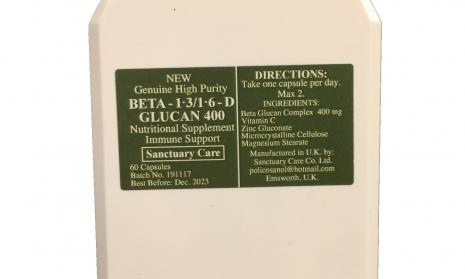 NEW
Genuine High Purity
BETA - 1·3/1·6 - D
GLUCAN 400
Nutritional Supplement
Immune Support
Sanctuary Care
60 Capsules
Batch No. 191117
Best Before: Dec. 2023
DIRECTIONS:
Take one capsule per day.
Max 2.
INGREDIENTS:
Beta Glucan Complex 400 mg
Vitamin C
Zinc Gluconate
Microcrystalline Cellulose
Magnesium Stearate
Manufactured in U.K. by:
Sanctuary Care Co. Ltd.
policosanol@hotmail.com
Emsworth, U.K.